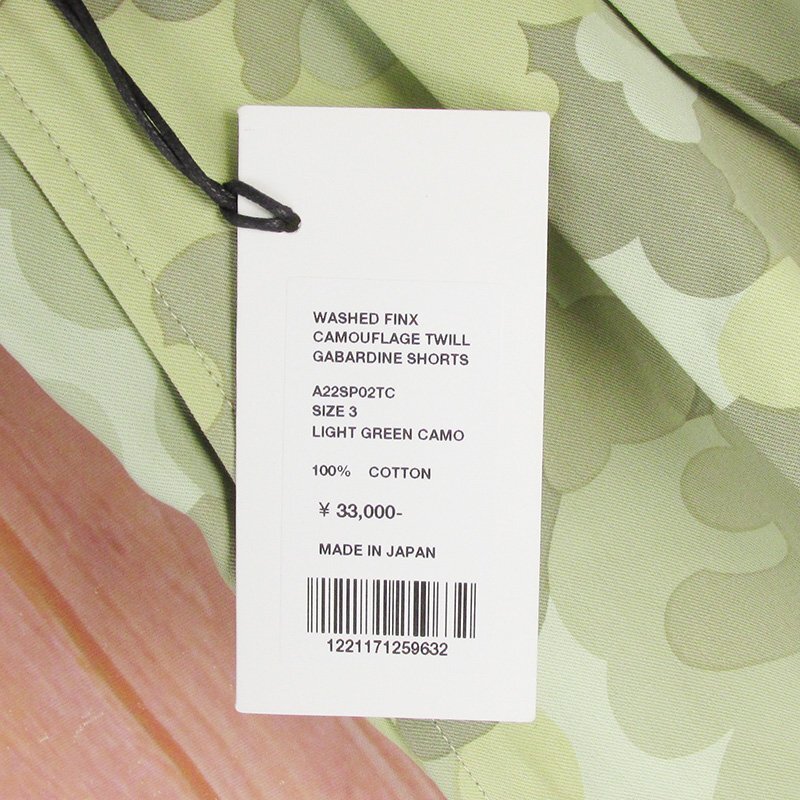 WASHED FINX
CAMOUFLAGE TWILL
GABARDINE SHORTS
A22SP02TC
SIZE 3
LIGHT GREEN CAMO
100% COTTON
¥ 33,000-
MADE IN JAPAN
1221171259632